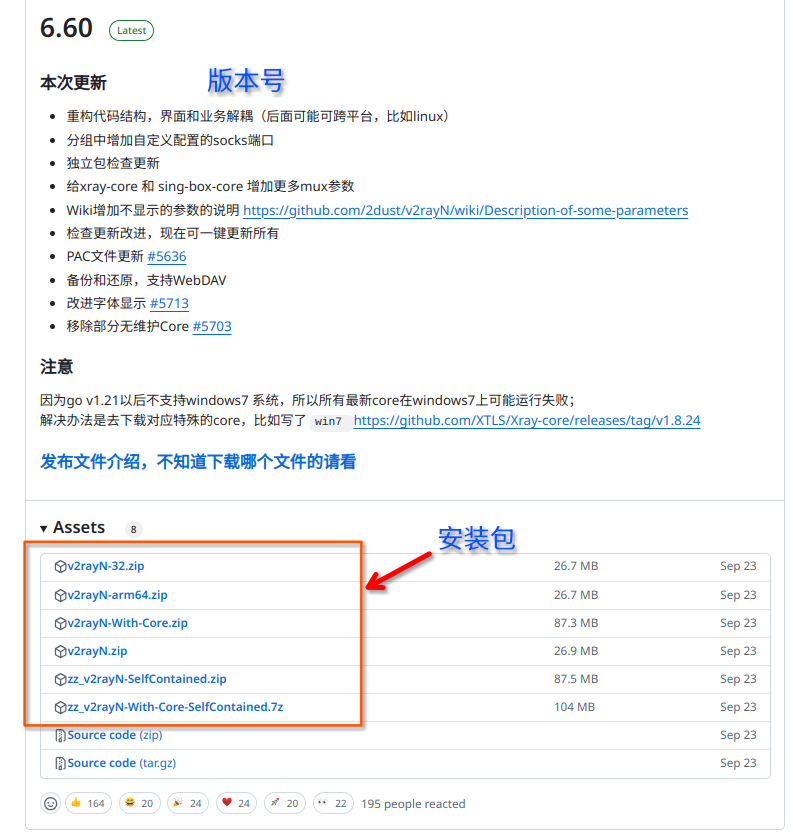 6.60 Latest
本次更新 版本号
重构代码结构，界面和业务解耦（后面可能可跨平台，比如linux）
分组中增加自定义配置的socks端口
独立包检查更新
给xray-core 和 sing-box-core 增加更多mux参数
Wiki增加不显示的参数的说明 https://github.com/2dust/v2rayN/wiki/Description-of-some-parameters
检查更新改进，现在可一键更新所有
PAC文件更新 #5636
备份和还原，支持WebDAV
改进字体显示 #5713
移除部分无维护Core #5703
注意
因为go v1.21以后不支持windows7 系统，所以所有最新core在windows7上可能运行失败；
解决办法是去下载对应特殊的core，比如写了 win7 https://github.com/XTLS/Xray-core/releases/tag/v1.8.24
发布文件介绍，不知道下载哪个文件的请看
Assets 8
安装包
v2rayN-32.zip 26.7 MB Sep 23
v2rayN-arm64.zip 26.7 MB Sep 23
v2rayN-With-Core.zip 87.3 MB Sep 23
v2rayN.zip 26.9 MB Sep 23
zz_v2rayN-SelfContained.zip 87.5 MB Sep 23
zz_v2rayN-With-Core-SelfContained.7z 104 MB Sep 23
Source code (zip) Sep 23
Source code (tar.gz) Sep 23
164 20 24 24 20 22 195 people reacted